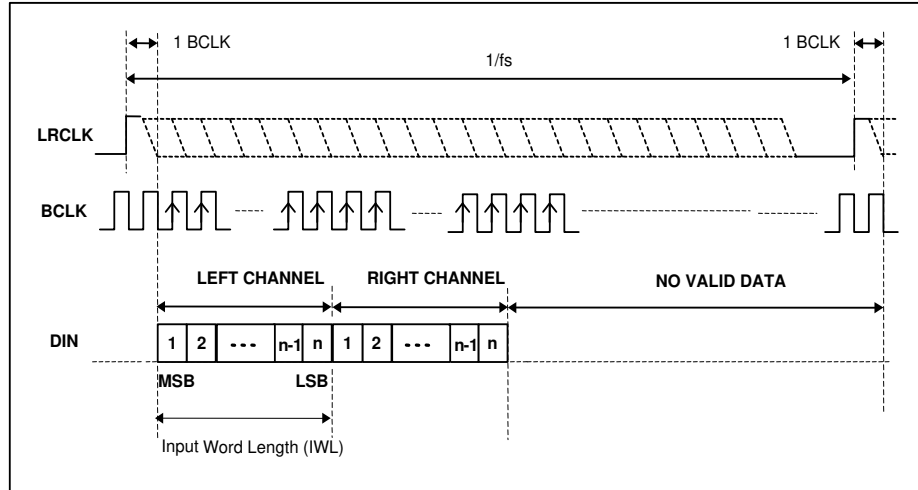 1 BCLK
1 BCLK
1/fs
LRCLK
BCLK
LEFT CHANNEL
RIGHT CHANNEL
NO VALID DATA
DIN
1 2 n-1 n 1 2 n-1 n
MSB
LSB
Input Word Length (IWL)